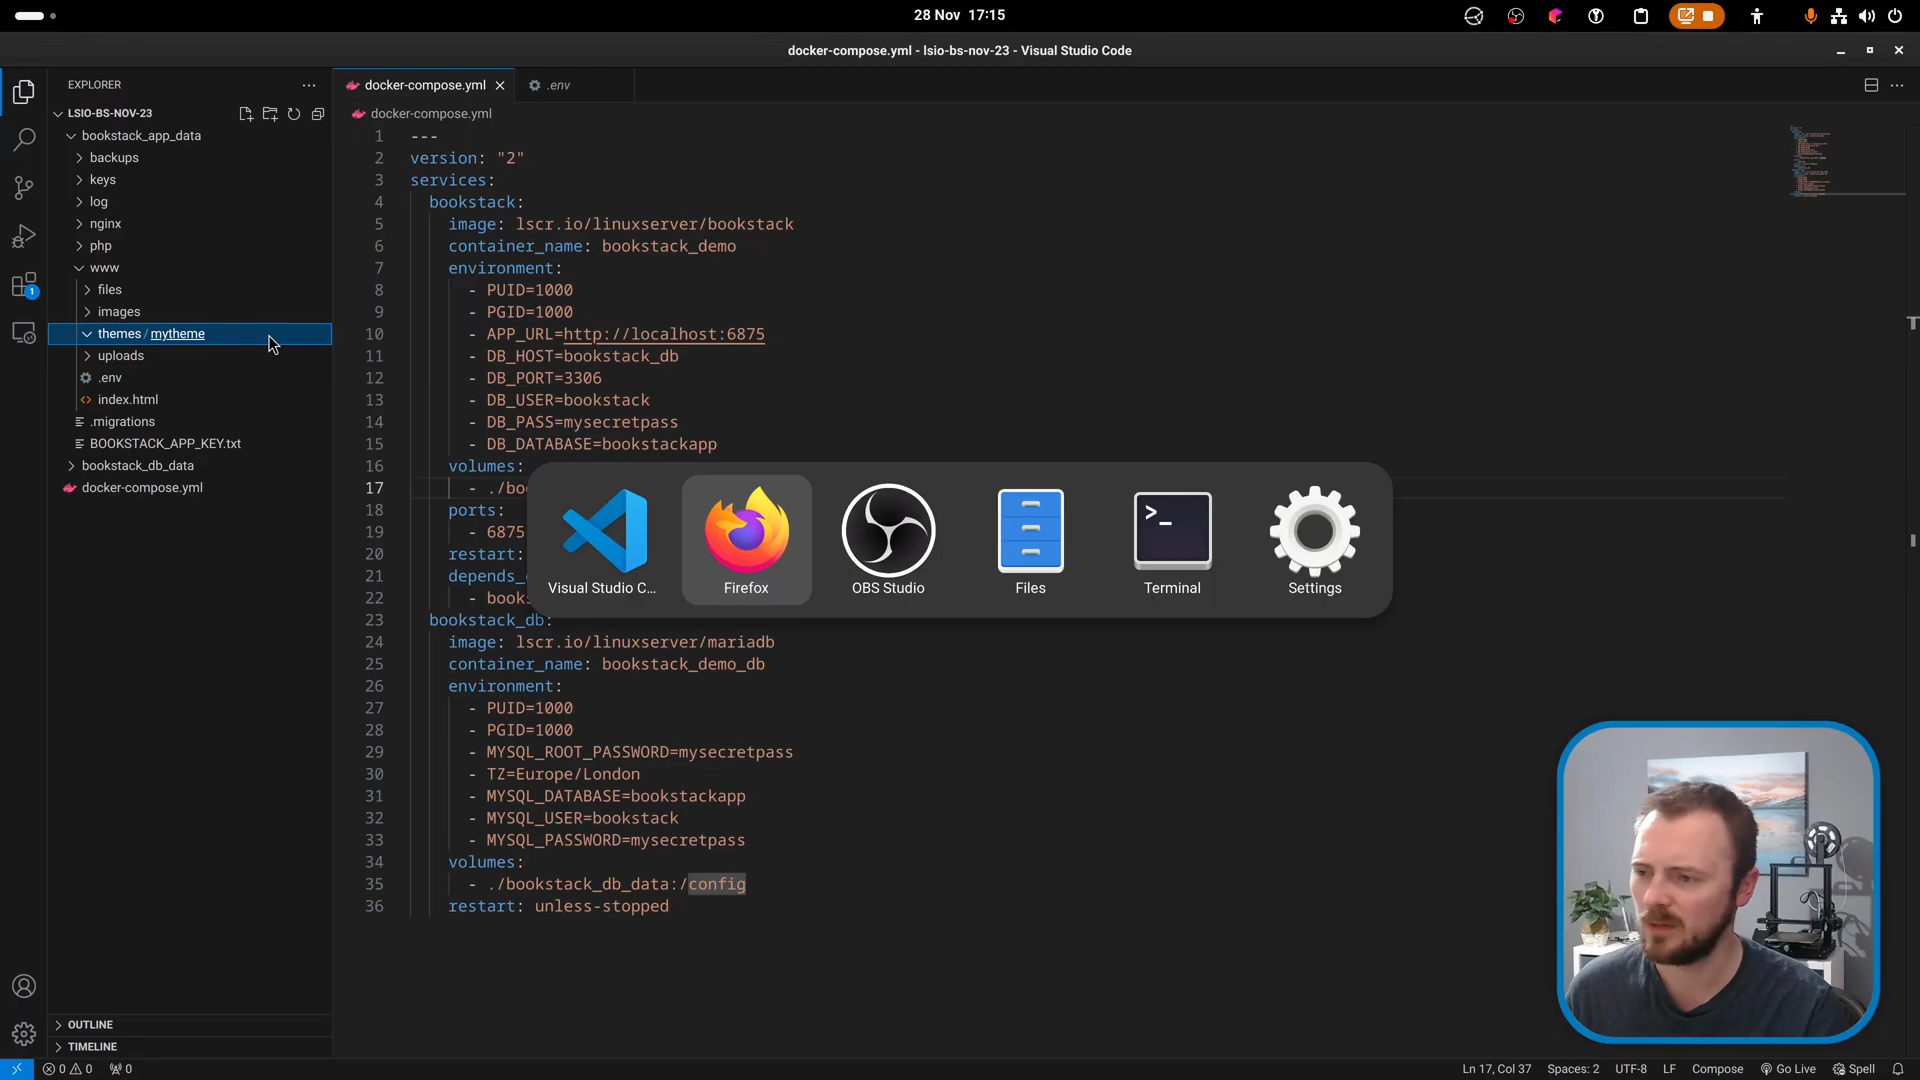 28 Nov 17:15
docker-compose.yml - lsio-bs-nov-23 - Visual Studio Code
EXPLORER
docker-compose.yml
.env
LSIO-BS-NOV-23
docker-compose.yml
bookstack_app_data
backups
keys
log
nginx
php
www
files
images
themes / mytheme
uploads
.env
index.html
.migrations
BOOKSTACK_APP_KEY.txt
bookstack_db_data
docker-compose.yml
1
1 ---
2 version: "2"
3 services:
4 bookstack:
5 image: lscr.io/linuxserver/bookstack
6 container_name: bookstack_demo
7 environment:
8 - PUID=1000
9 - PGID=1000
10 - APP_URL=http://localhost:6875
11 - DB_HOST=bookstack_db
12 - DB_PORT=3306
13 - DB_USER=bookstack
14 - DB_PASS=mysecretpass
15 - DB_DATABASE=bookstackapp
16 volumes:
17 - ./boo
18 ports:
19 - 6875
20 restart:
21 depends_
22 - books
23 bookstack_db:
24 image: lscr.io/linuxserver/mariadb
25 container_name: bookstack_demo_db
26 environment:
27 - PUID=1000
28 - PGID=1000
29 - MYSQL_ROOT_PASSWORD=mysecretpass
30 - TZ=Europe/London
31 - MYSQL_DATABASE=bookstackapp
32 - MYSQL_USER=bookstack
33 - MYSQL_PASSWORD=mysecretpass
34 volumes:
35 - ./bookstack_db_data:/config
36 restart: unless-stopped
Visual Studio C...
Firefox
OBS Studio
Files
Terminal
Settings
OUTLINE
TIMELINE
0 0 0
Ln 17, Col 37
Spaces: 2
UTF-8
LF
Compose
Go Live
Spell